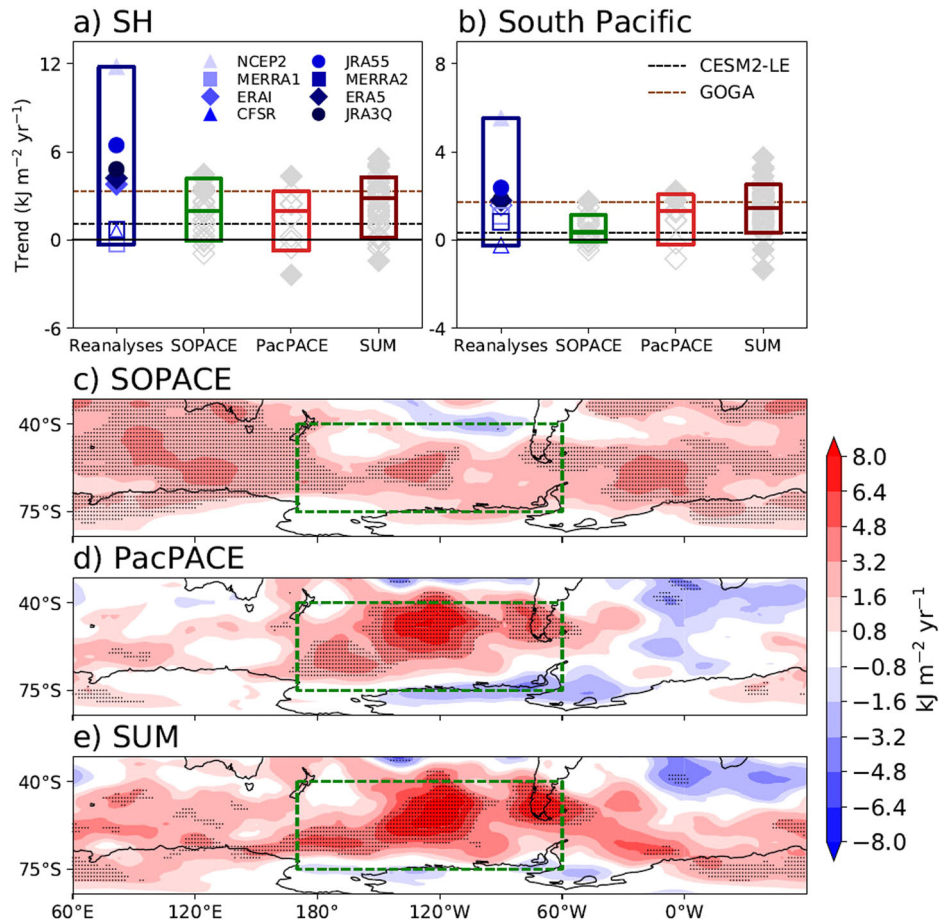 a) SH
b) South Pacific
Trend (kJ m⁻² yr⁻¹)
12
6
0
-6
NCEP2
MERRA1
ERAI
CFSR
JRA55
MERRA2
ERA5
JRA3Q
Reanalyses SOPACE PacPACE SUM
8
4
0
-4
CESM2-LE
GOGA
Reanalyses SOPACE PacPACE SUM
c) SOPACE
40°S
75°S
d) PacPACE
40°S
75°S
e) SUM
40°S
75°S
60°E 120°E 180° 120°W 60°W 0°W
8.0
6.4
4.8
3.2
1.6
0.8
−0.8
−1.6
−3.2
−4.8
−6.4
−8.0
kJ m⁻² yr⁻¹